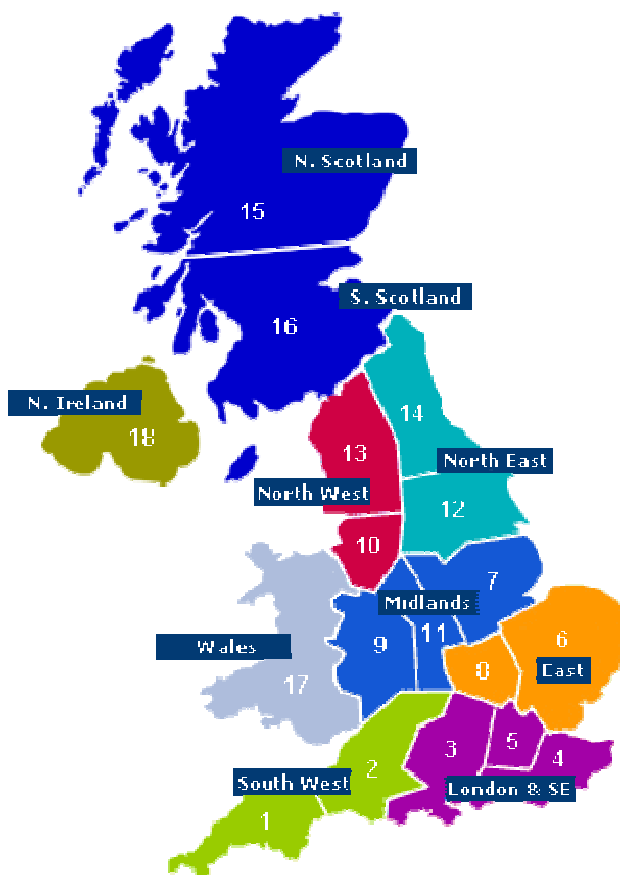 N. Scotland
15
S. Scotland
16
N. Ireland
18
14
13
North East
North West
12
10
7
Midlands
11
9
6
Wales
8
East
17
5
3
4
2
South West
London & SE
1